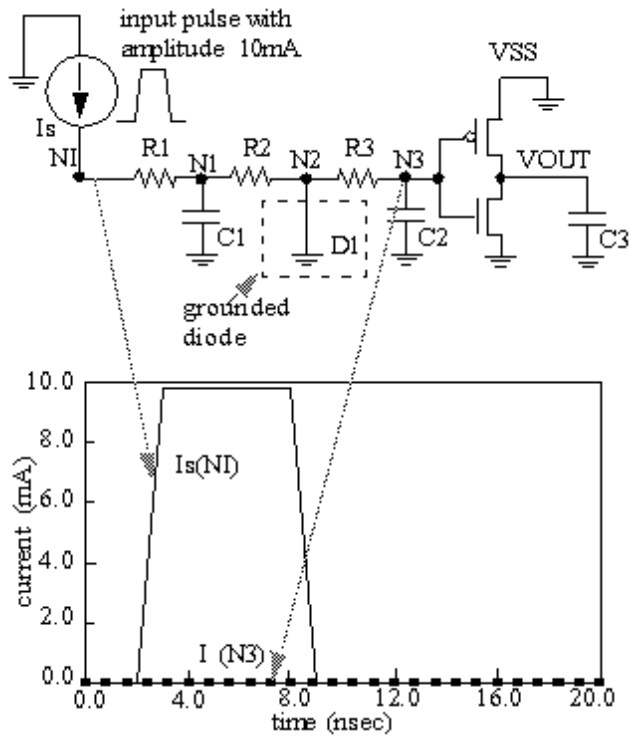 input pulse with
amplitude 10mA
VSS
Is
NI
R1
N1
R2
N2
R3
N3
VOUT
C1
D1
C2
C3
grounded
diode
10.0
8.0
6.0
4.0
2.0
0.0
current (mA)
Is(NI)
I (N3)
0.0 4.0 8.0 12.0 16.0 20.0
time (nsec)